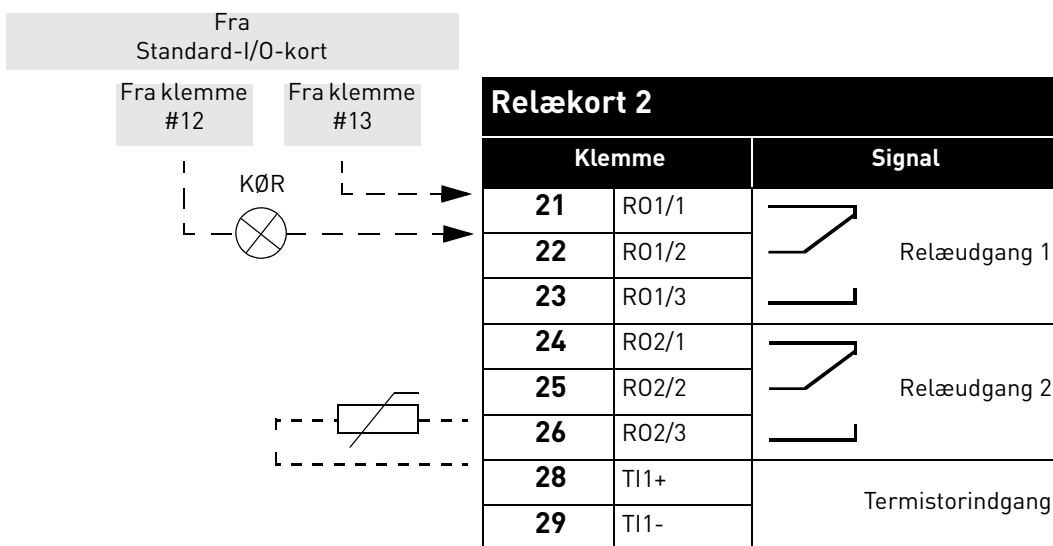 Fra
Standard-I/O-kort
Fra klemme
#12
Fra klemme
#13
KØR
Relækort 2
Klemme Signal
21 RO1/1
22 RO1/2 Relæudgang 1
23 RO1/3
24 RO2/1
25 RO2/2 Relæudgang 2
26 RO2/3
28 TI1+
Termistorindgang
29 TI1-